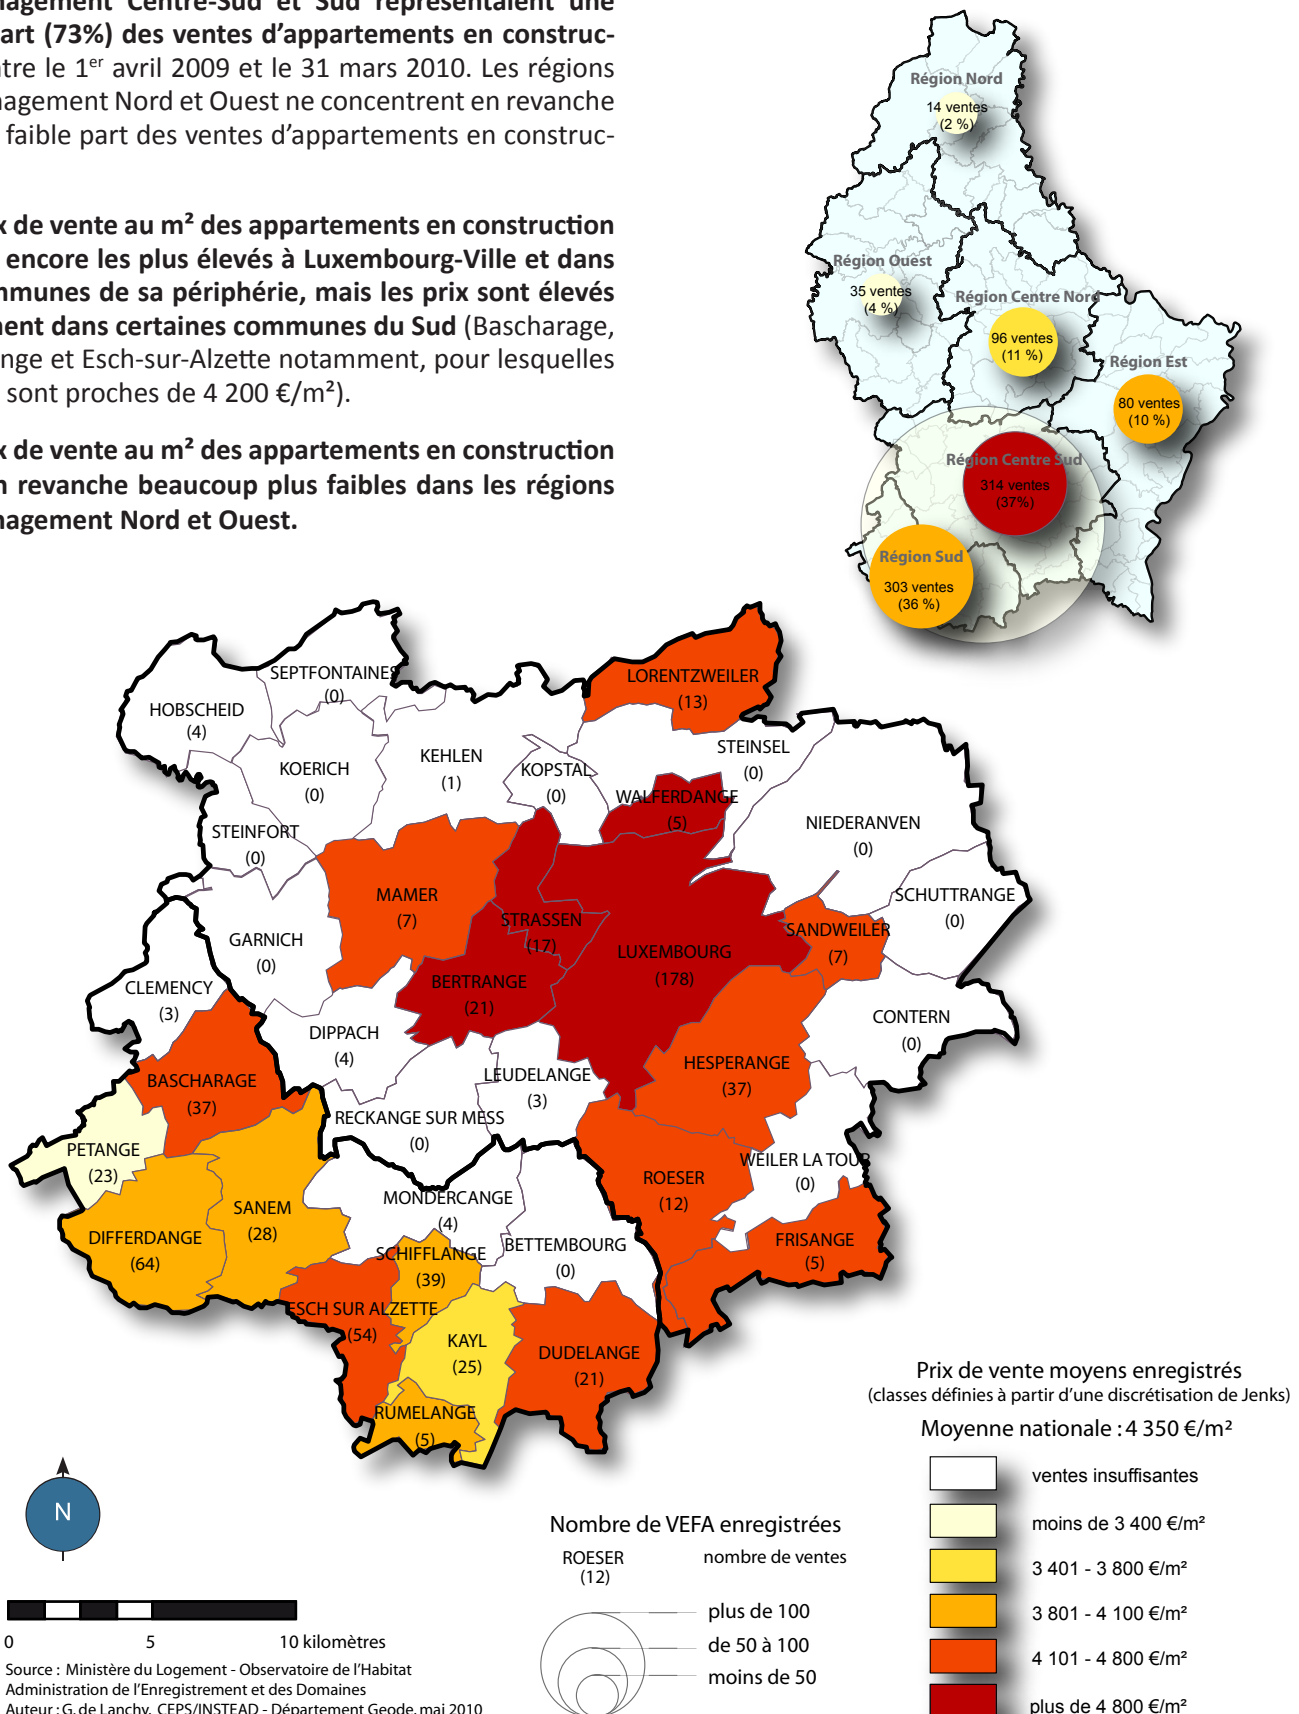 nagement Centre-Sud et Sud représentaient une
art (73%) des ventes d’appartements en construc-
ntre le 1er avril 2009 et le 31 mars 2010. Les régions
nagement Nord et Ouest ne concentrent en revanche
faible part des ventes d’appartements en construc-
x de vente au m² des appartements en construction
encore les plus élevés à Luxembourg-Ville et dans
mmunes de sa périphérie, mais les prix sont élevés
ment dans certaines communes du Sud (Bascharage,
ange et Esch-sur-Alzette notamment, pour lesquelles
sont proches de 4 200 €/m²).
x de vente au m² des appartements en construction
n revanche beaucoup plus faibles dans les régions
nagement Nord et Ouest.
Région Nord
14 ventes
(2 %)
Région Ouest
35 ventes
(4 %)
Région Centre Nord
96 ventes
(11 %)
Région Est
80 ventes
(10 %)
Région Centre Sud
314 ventes
(37%)
Région Sud
303 ventes
(36 %)
SEPTFONTAINES
(0)
HOBSCHEID
(4)
LORENTZWEILER
(13)
KOERICH
(0)
KEHLEN
(1)
KOPSTAL
(0)
STEINSEL
(0)
WALFERDANGE
(5)
STEINFORT
(0)
NIEDERANVEN
(0)
MAMER
(7)
SCHUTTRANGE
(0)
STRASSEN
(17)
SANDWEILER
(7)
GARNICH
(0)
LUXEMBOURG
(178)
BERTRANGE
(21)
CLEMENCY
(3)
DIPPACH
(4)
CONTERN
(0)
HESPERANGE
(37)
LEUDELANGE
(3)
BASCHARAGE
(37)
RECKANGE SUR MESS
(0)
PETANGE
(23)
WEILER LA TOUR
(0)
ROESER
(12)
MONDERCANGE
(4)
SANEM
(28)
DIFFERDANGE
(64)
FRISANGE
(5)
BETTEMBOURG
(0)
SCHIFFLANGE
(39)
ESCH SUR ALZETTE
(54)
KAYL
(25)
DUDELANGE
(21)
RUMELANGE
(5)
Prix de vente moyens enregistrés
(classes définies à partir d’une discrétisation de Jenks)
Moyenne nationale : 4 350 €/m²
ventes insuffisantes
moins de 3 400 €/m²
3 401 - 3 800 €/m²
3 801 - 4 100 €/m²
4 101 - 4 800 €/m²
plus de 4 800 €/m²
Nombre de VEFA enregistrées
ROESER
(12)
nombre de ventes
plus de 100
de 50 à 100
moins de 50
N
0 5 10 kilomètres
Source : Ministère du Logement - Observatoire de l’Habitat
Administration de l’Enregistrement et des Domaines
Auteur : G. de Lanchy, CEPS/INSTEAD - Département Geode, mai 2010